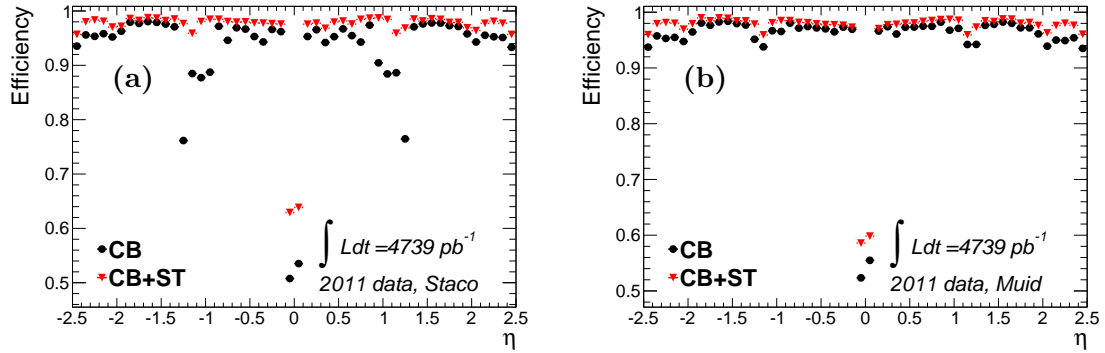 Efficiency
1
0.9
0.8
0.7
0.6
0.5
(a)
CB
CB+ST
∫ Ldt =4739 pb⁻¹
2011 data, Staco
-2.5 -2 -1.5 -1 -0.5 0 0.5 1 1.5 2 2.5
η
Efficiency
1
0.9
0.8
0.7
0.6
0.5
(b)
CB
CB+ST
∫ Ldt =4739 pb⁻¹
2011 data, Muid
-2.5 -2 -1.5 -1 -0.5 0 0.5 1 1.5 2 2.5
η